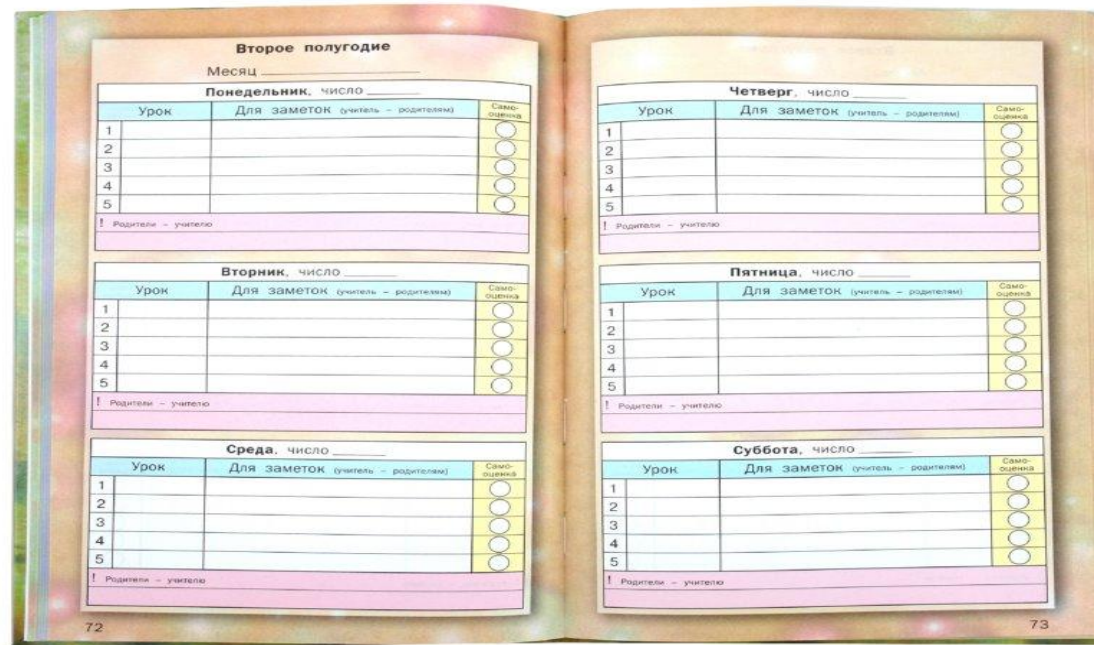 Второе полугодие
Месяц
Понедельник, число
Урок Для заметок (учитель – родителям) Само-
оценка
1
2
3
4
5
! Родители – учителю
Вторник, число
Урок Для заметок (учитель – родителям) Само-
оценка
1
2
3
4
5
! Родители – учителю
Среда, число
Урок Для заметок (учитель – родителям) Само-
оценка
1
2
3
4
5
! Родители – учителю
72
Четверг, число
Урок Для заметок (учитель – родителям) Само-
оценка
1
2
3
4
5
! Родители – учителю
Пятница, число
Урок Для заметок (учитель – родителям) Само-
оценка
1
2
3
4
5
! Родители – учителю
Суббота, число
Урок Для заметок (учитель – родителям) Само-
оценка
1
2
3
4
5
! Родители – учителю
73